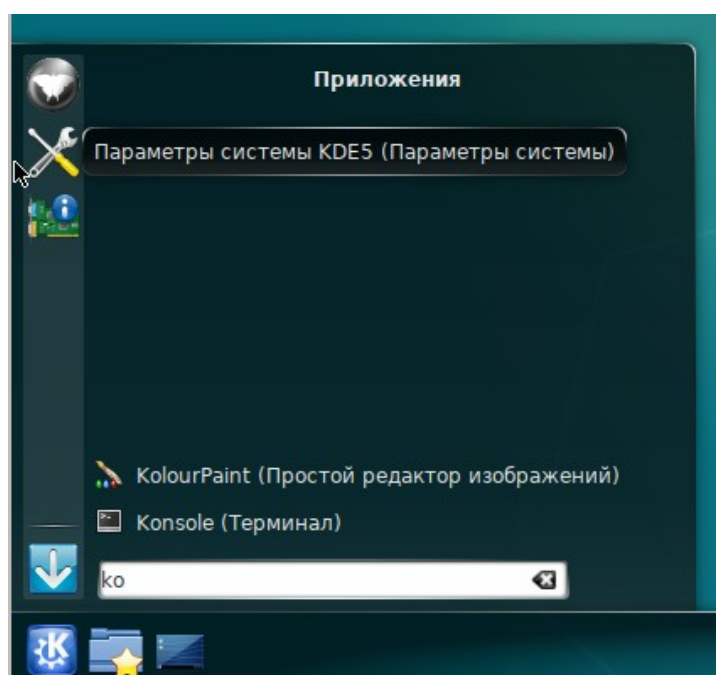 Приложения
Параметры системы KDE5 (Параметры системы)
KolourPaint (Простой редактор изображений)
Konsole (Терминал)
ko